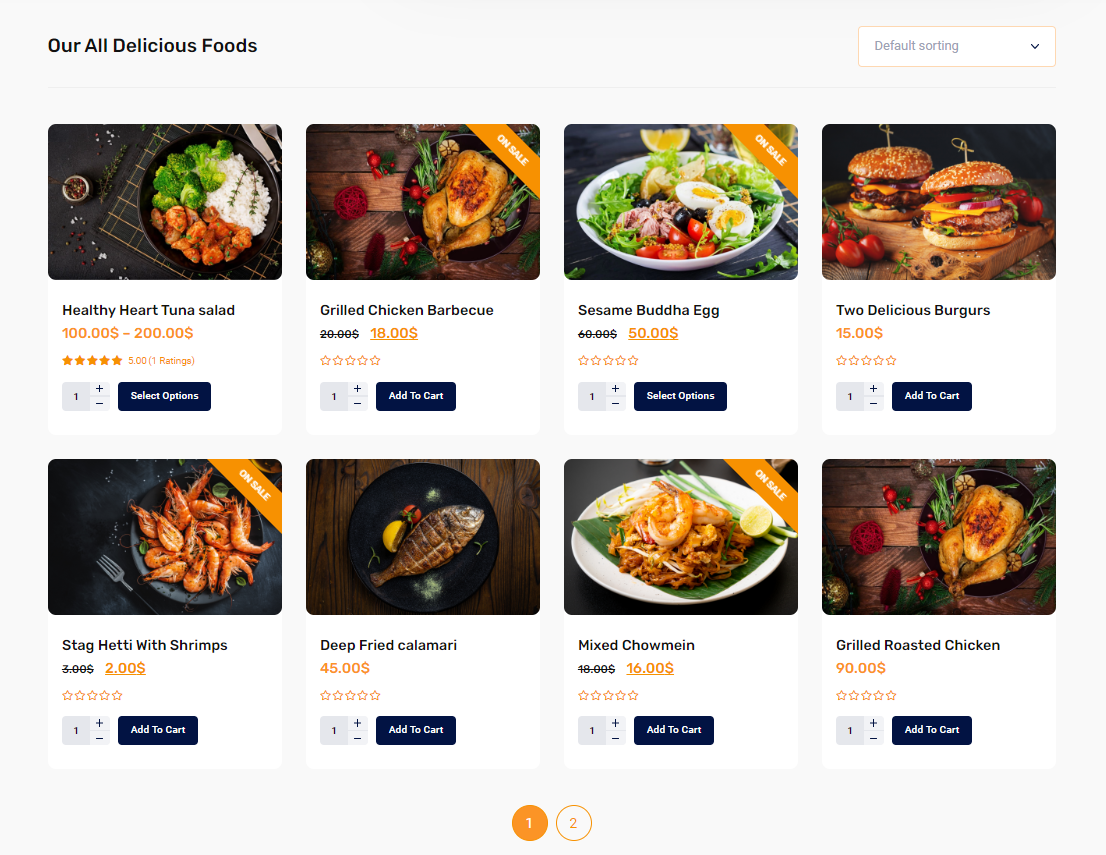 Our All Delicious Foods
Default sorting
ON SALE
ON SALE
Healthy Heart Tuna salad
100.00$ – 200.00$
5.00 (1 Ratings)
1 + −
Select Options
Grilled Chicken Barbecue
20.00$ 18.00$
1 + −
Add To Cart
Sesame Buddha Egg
60.00$ 50.00$
1 + −
Select Options
Two Delicious Burgurs
15.00$
1 + −
Add To Cart
ON SALE
ON SALE
Stag Hetti With Shrimps
3.00$ 2.00$
1 + −
Add To Cart
Deep Fried calamari
45.00$
1 + −
Add To Cart
Mixed Chowmein
18.00$ 16.00$
1 + −
Add To Cart
Grilled Roasted Chicken
90.00$
1 + −
Add To Cart
1 2